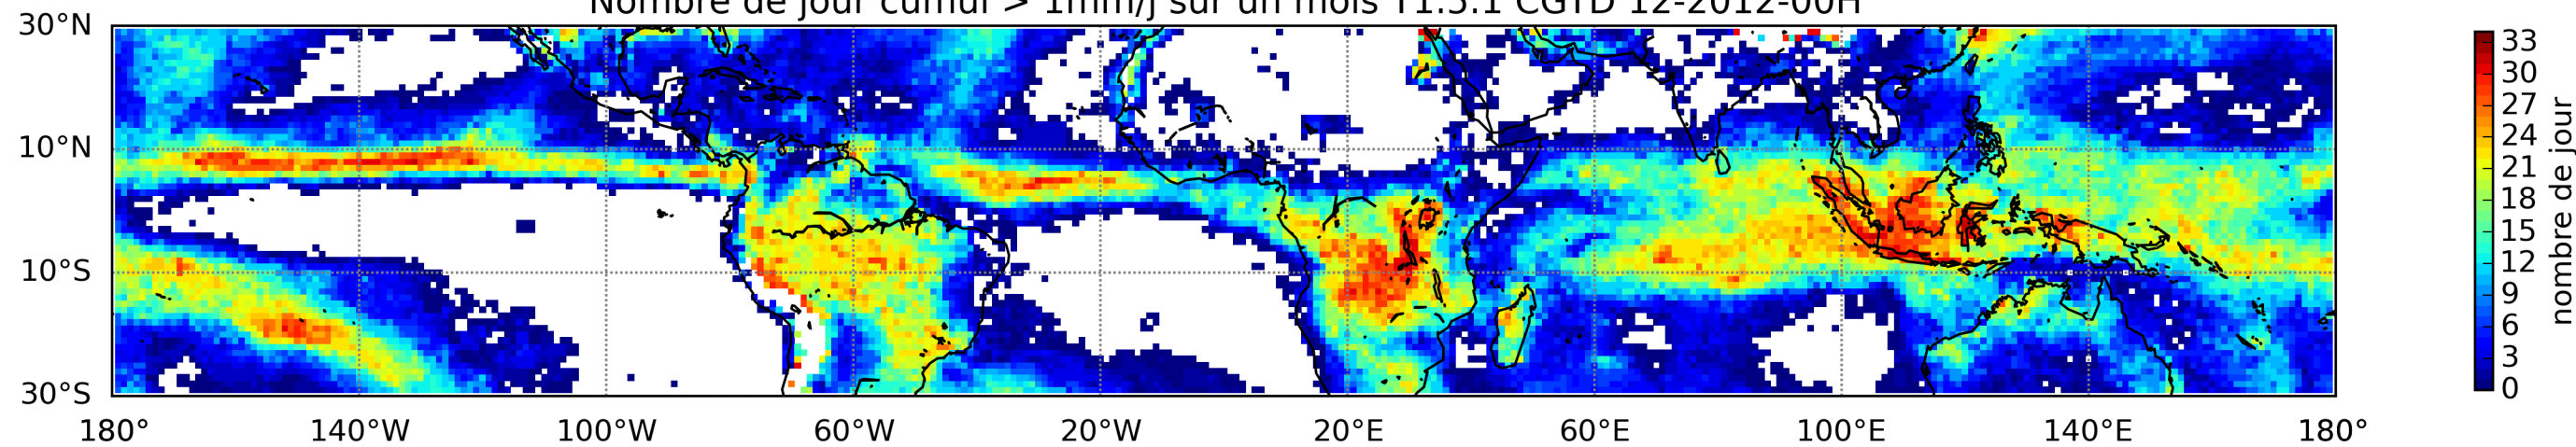 Nombre de jour cumul > 1mm/j sur un mois T1.5.1 CGTD 12-2012-00H
30°N
10°N
10°S
30°S
180° 140°W 100°W 60°W 20°W 20°E 60°E 100°E 140°E 180°
33
30
27
24
21
18
15
12
9
6
3
0
nombre de jour